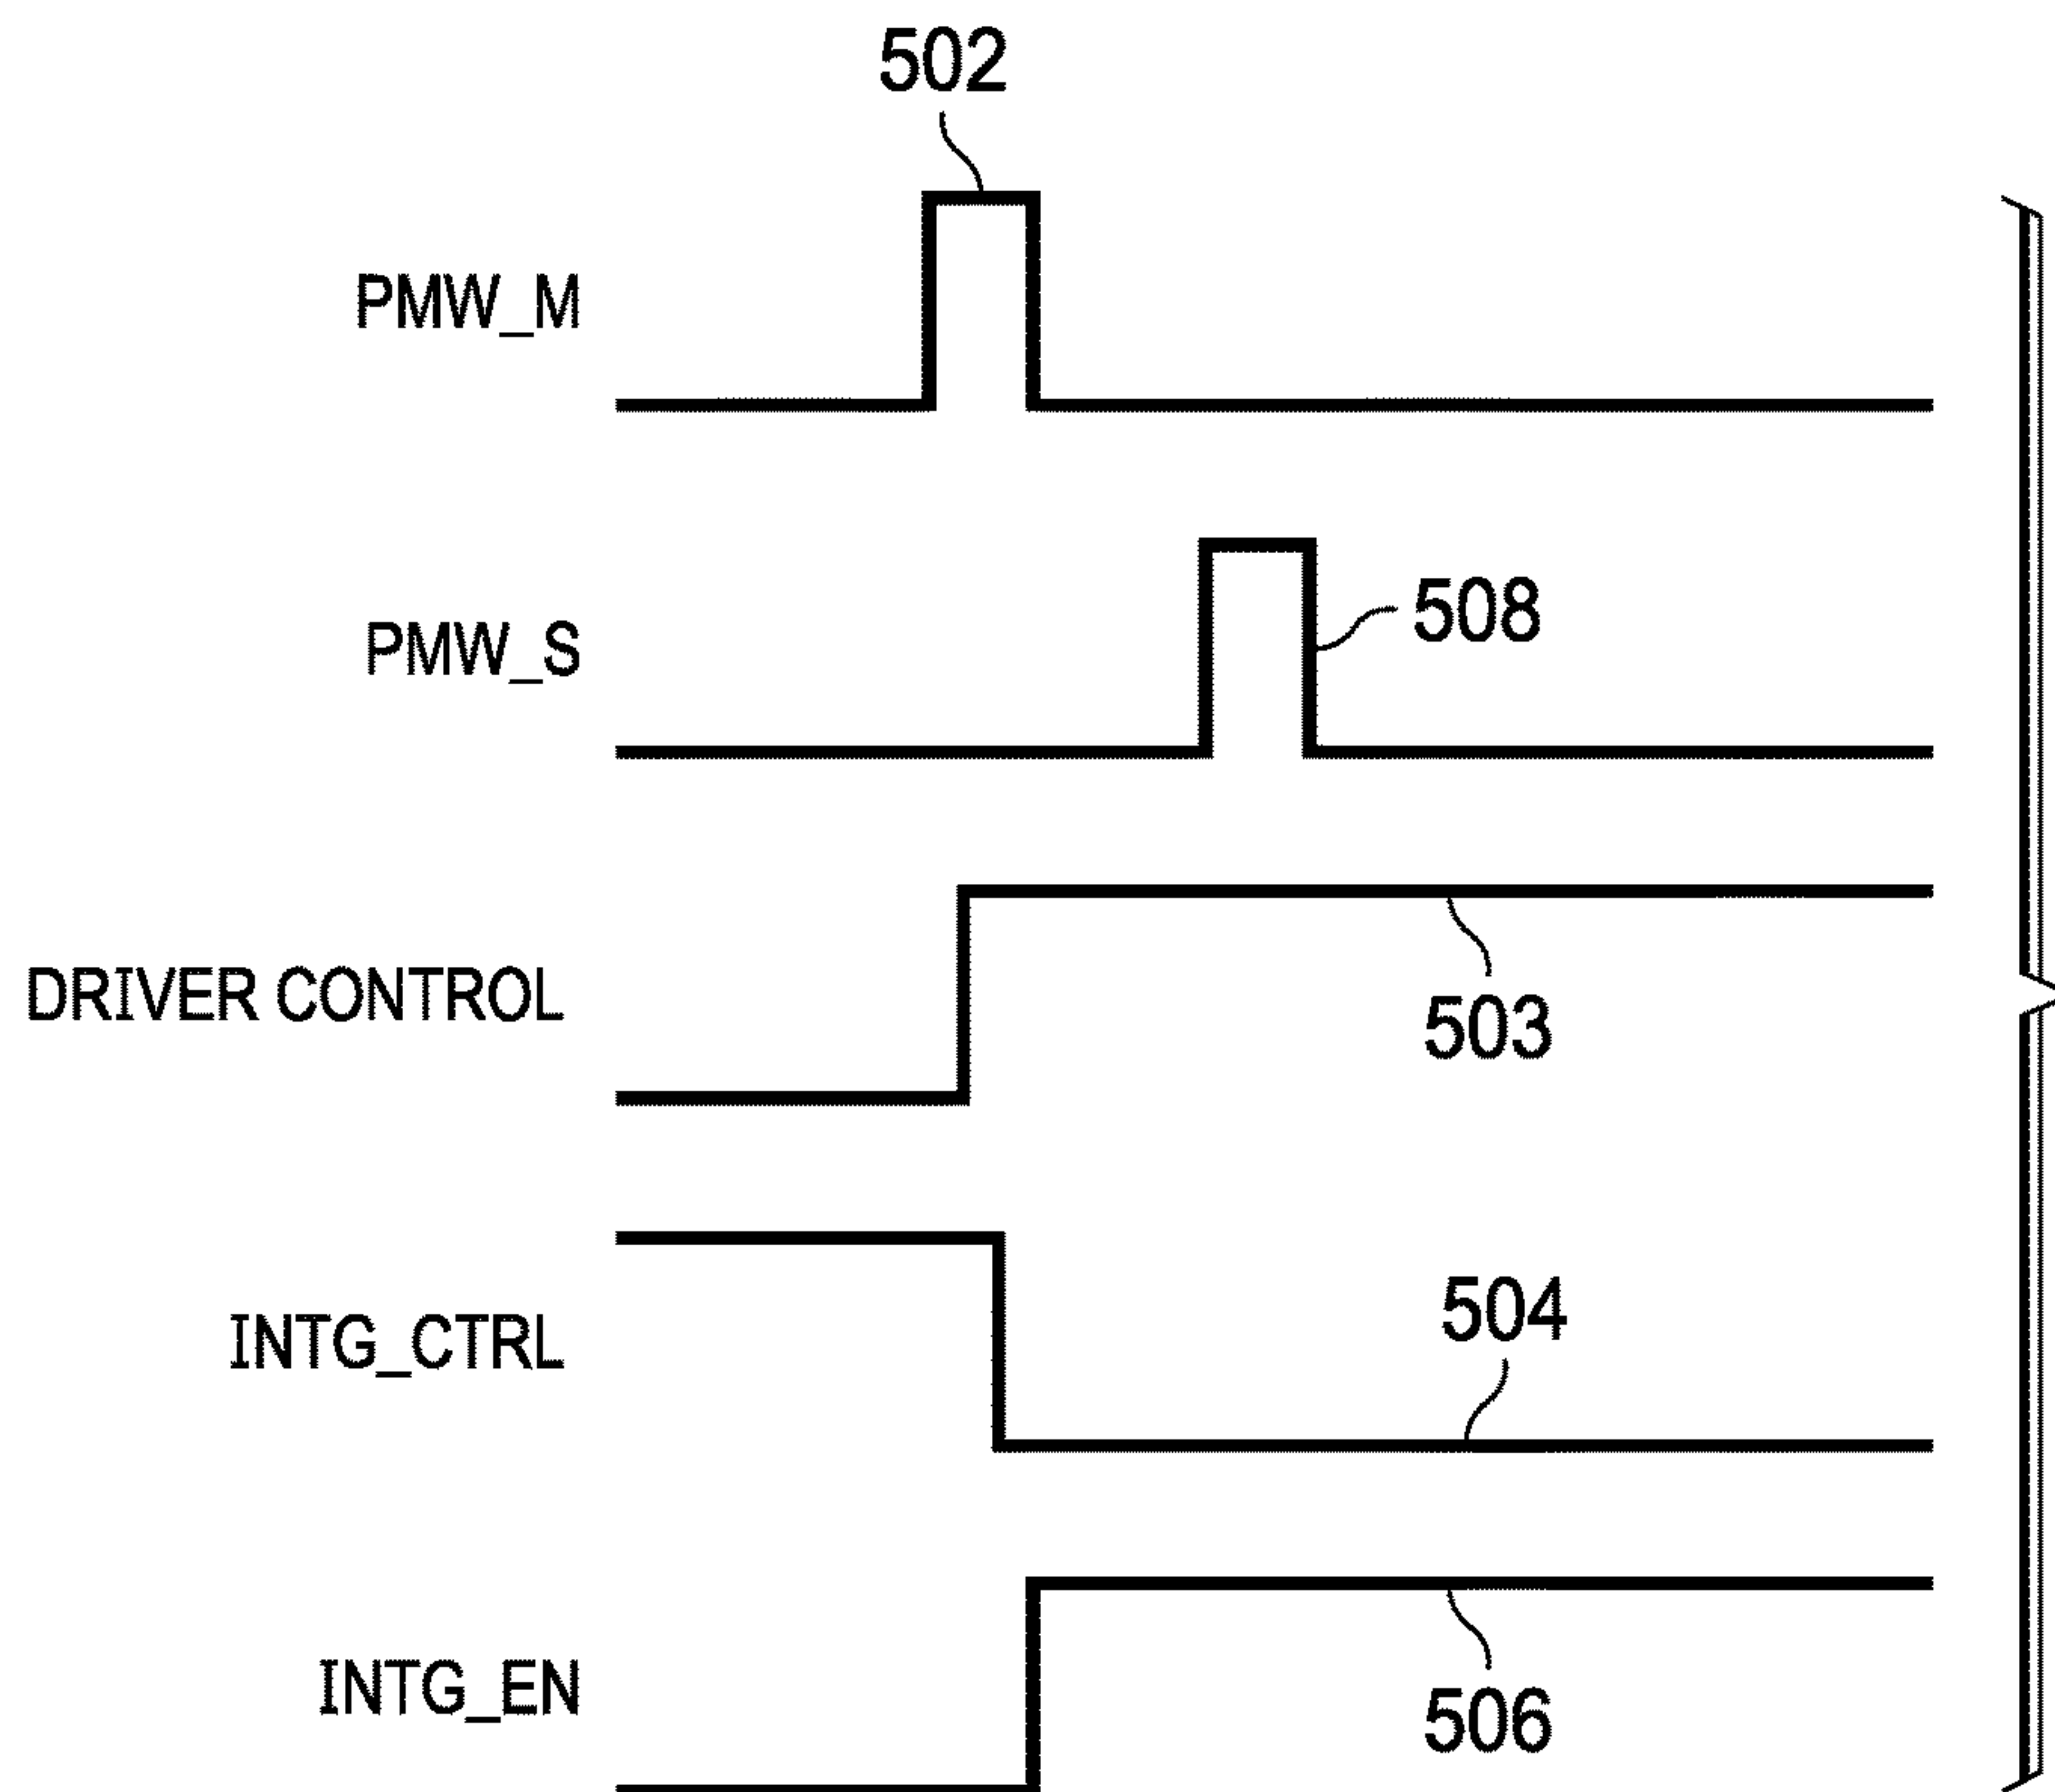 502
PMW_M
PMW_S
508
DRIVER CONTROL
503
INTG_CTRL
504
INTG_EN
506